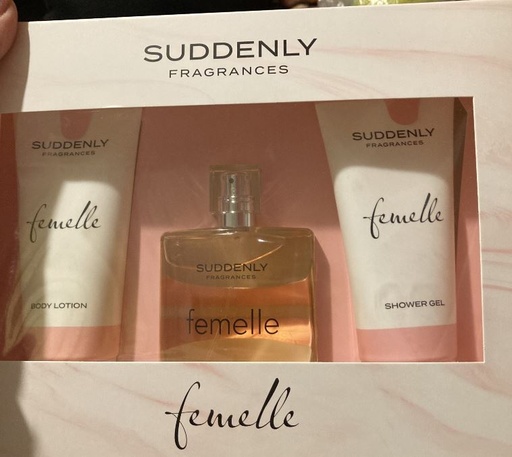 SUDDENLY
FRAGRANCES
SUDDENLY
FRAGRANCES
femelle
BODY LOTION
SUDDENLY
FRAGRANCES
femelle
SUDDENLY
FRAGRANCES
femelle
SHOWER GEL
femelle